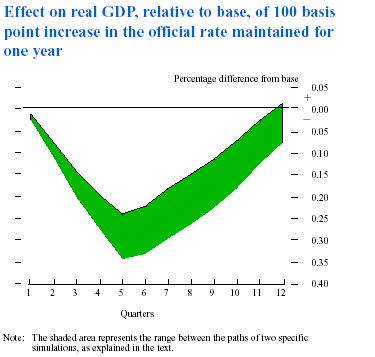 Effect on real GDP, relative to base, of 100 basis
point increase in the official rate maintained for
one year
Percentage difference from base
0.05
+
0.00
–
0.05
0.10
0.15
0.20
0.25
0.30
0.35
0.40
1 2 3 4 5 6 7 8 9 10 11 12
Quarters
Note: The shaded area represents the range between the paths of two specific
simulations, as explained in the text.